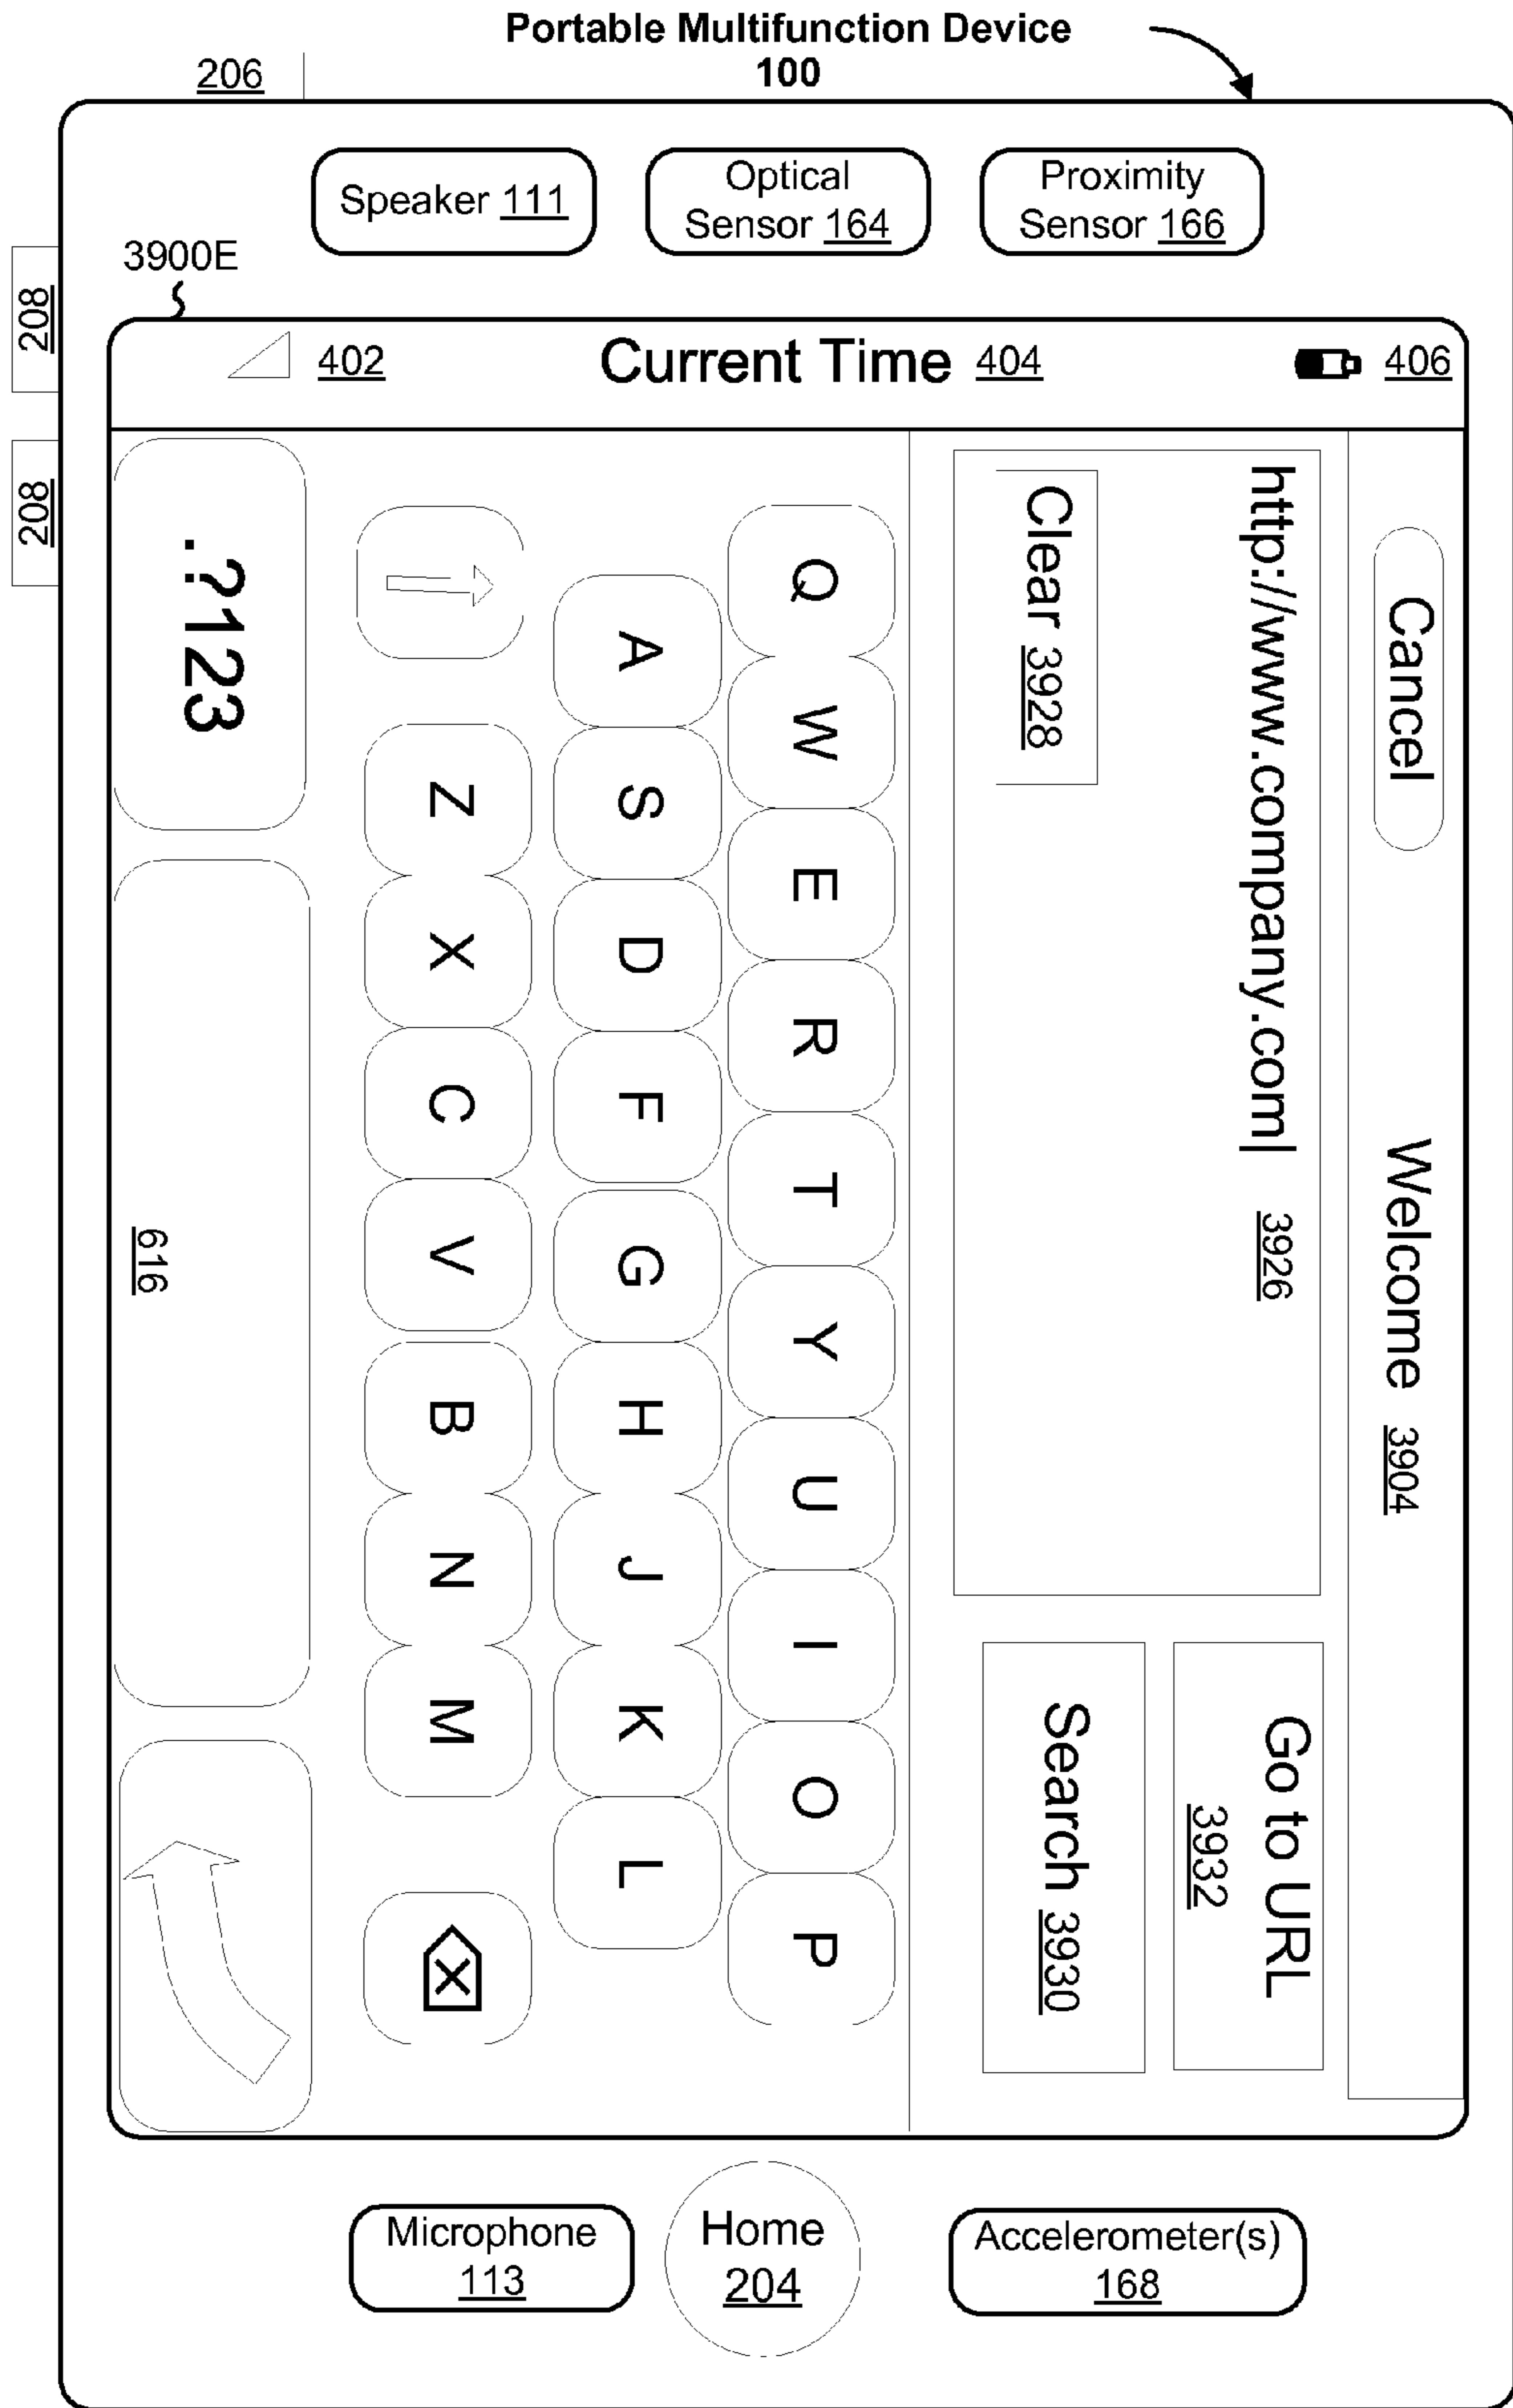 Portable Multifunction Device
100
206
Speaker 111
Optical
Sensor 164
Proximity
Sensor 166
3900E
208
208
402
Current Time 404
406
Cancel
Welcome 3904
http://www.company.com
3926
Clear 3928
Go to URL
3932
Search 3930
Q W E R T Y U I O P
A S D F G H J K L
Z X C V B N M
.?123
616
Microphone
113
Home
204
Accelerometer(s)
168